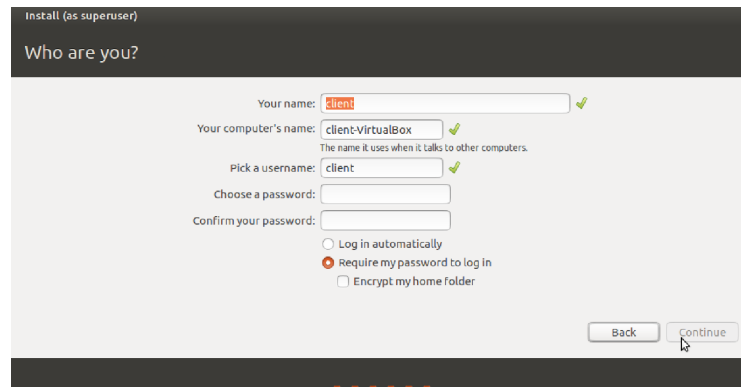 Install (as superuser)
Who are you?
Your name: client
Your computer's name: client-VirtualBox
The name it uses when it talks to other computers.
Pick a username: client
Choose a password:
Confirm your password:
Log in automatically
Require my password to log in
Encrypt my home folder
Back Continue